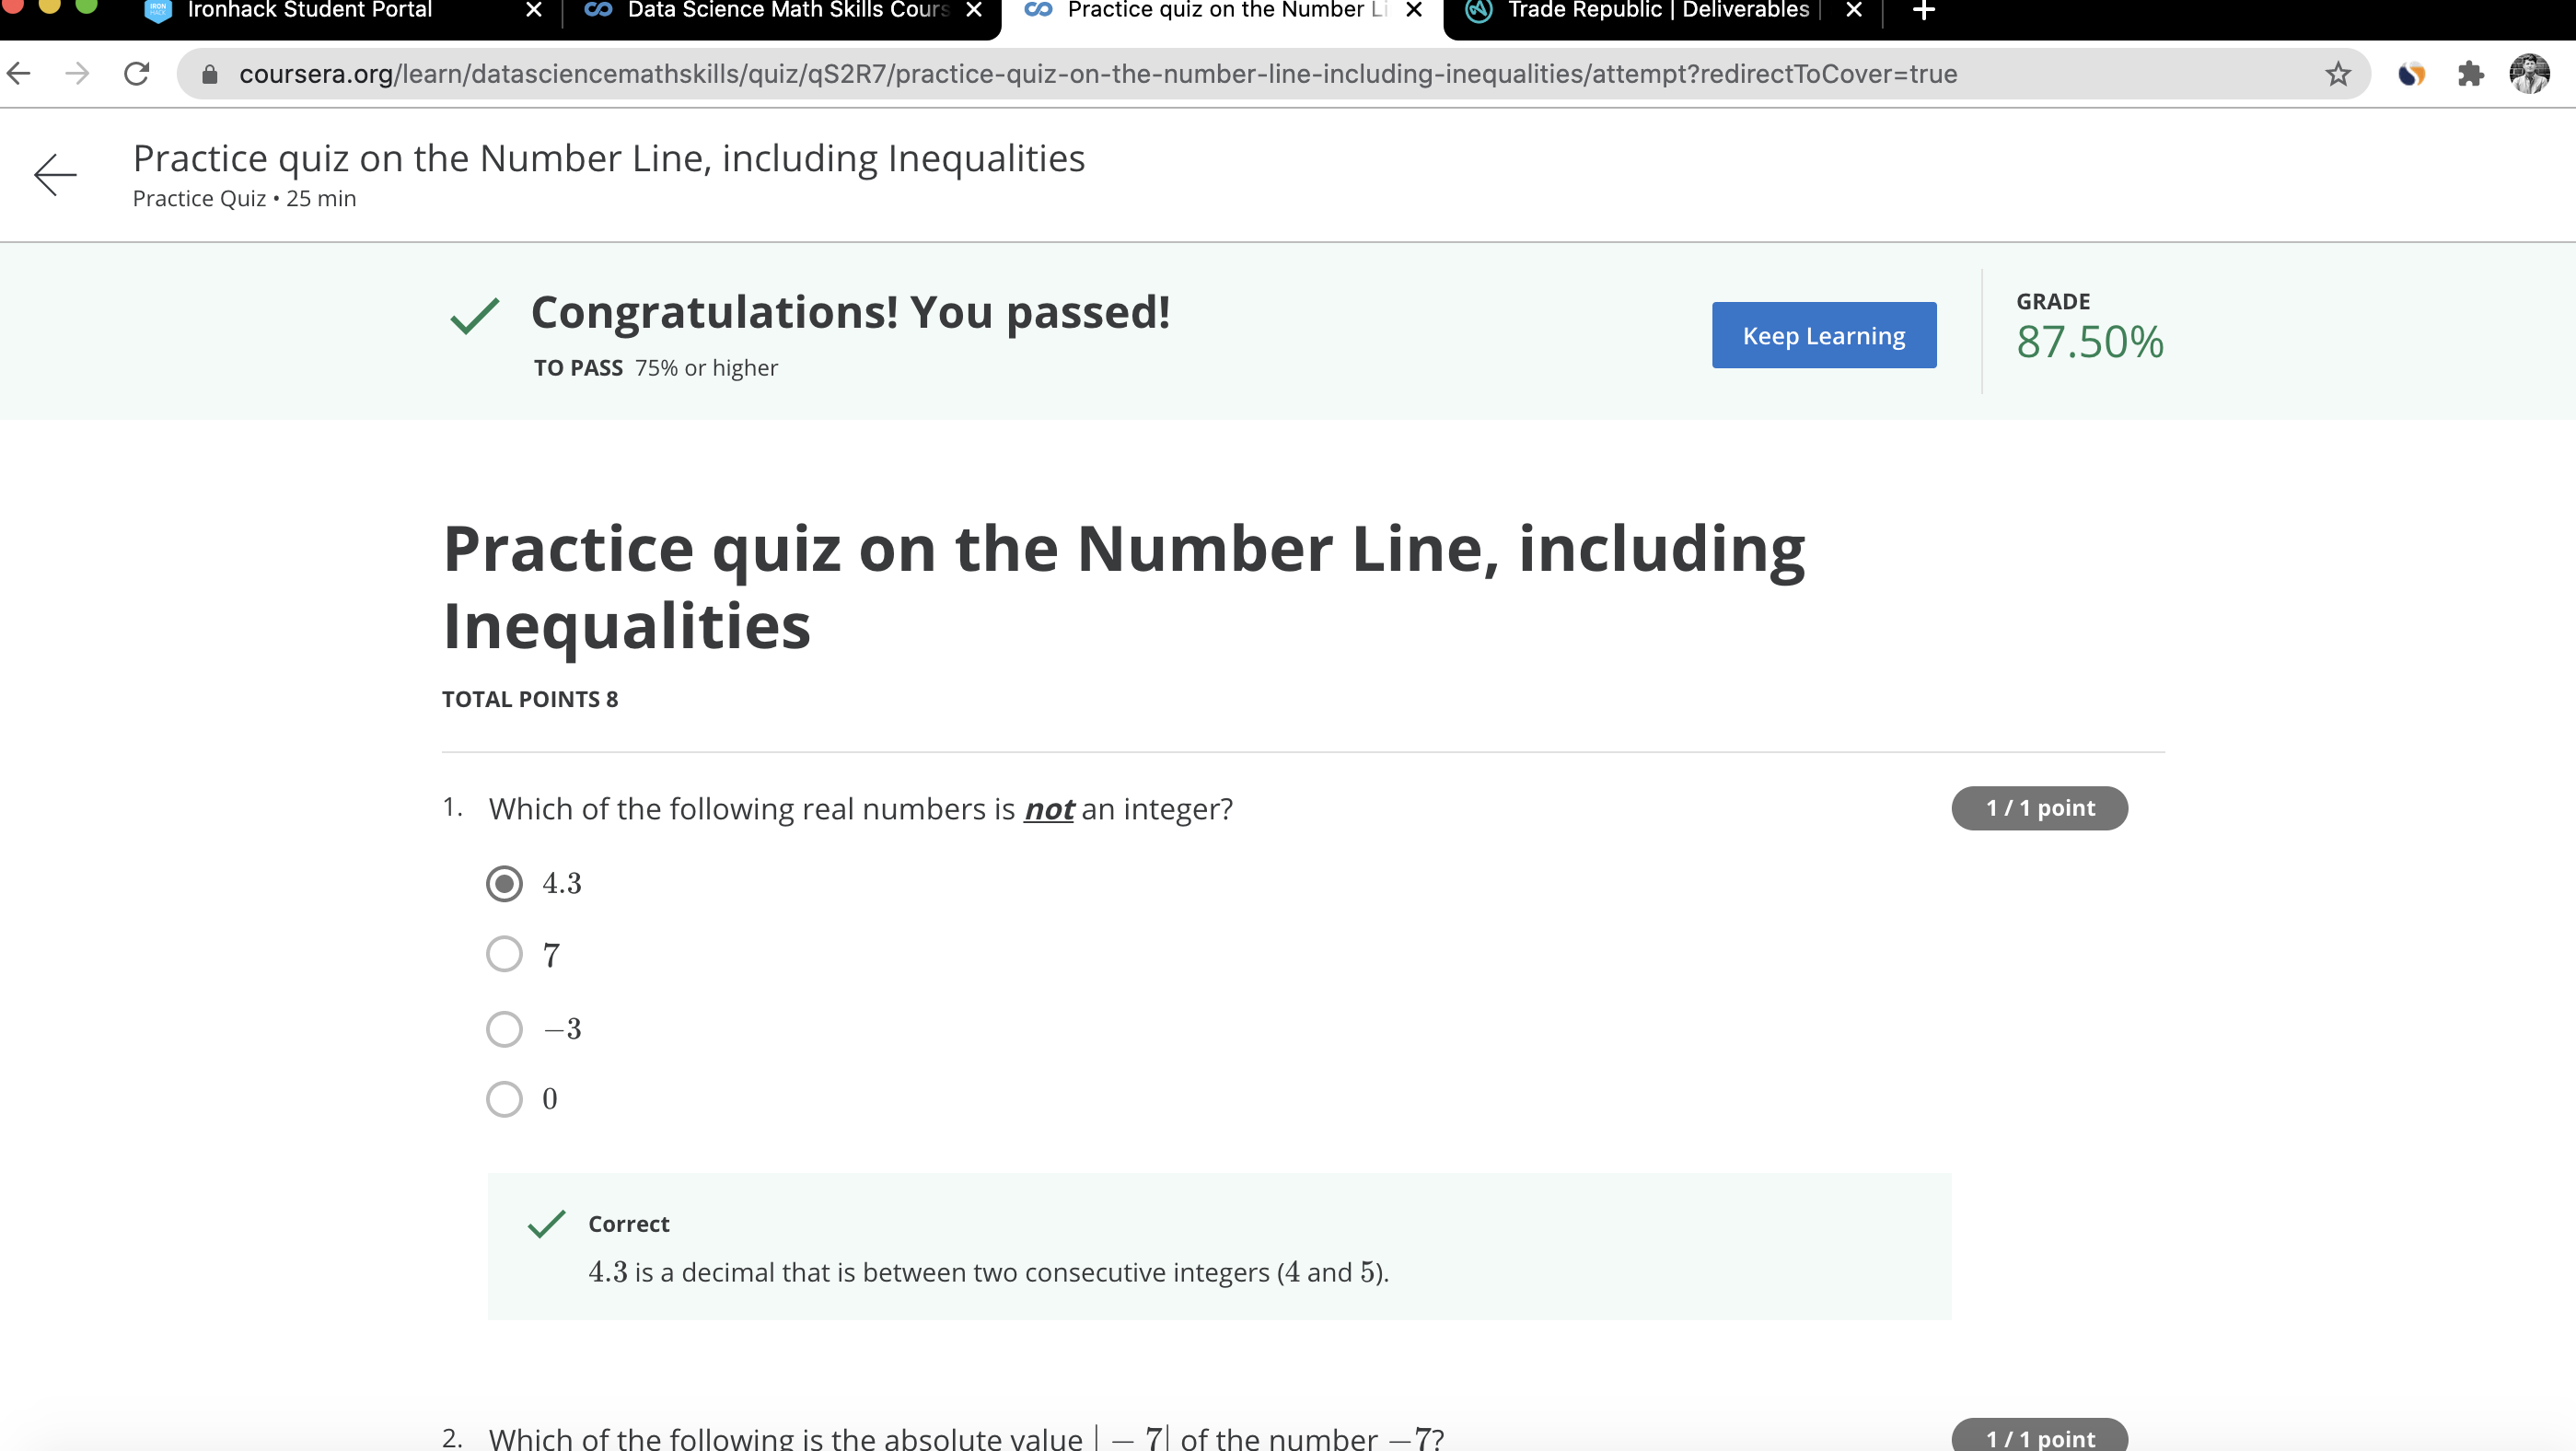 Ironhack Student Portal
Data Science Math Skills Cours
Practice quiz on the Number Li
Trade Republic | Deliverables |
coursera.org/learn/datasciencemathskills/quiz/qS2R7/practice-quiz-on-the-number-line-including-inequalities/attempt?redirectToCover=true
Practice quiz on the Number Line, including Inequalities
Practice Quiz • 25 min
Congratulations! You passed!
TO PASS 75% or higher
Keep Learning
GRADE
87.50%
Practice quiz on the Number Line, including
Inequalities
TOTAL POINTS 8
1. Which of the following real numbers is not an integer?
1 / 1 point
4.3
7
−3
0
Correct
4.3 is a decimal that is between two consecutive integers (4 and 5).
2. Which of the following is the absolute value | − 7| of the number −7?
1 / 1 point